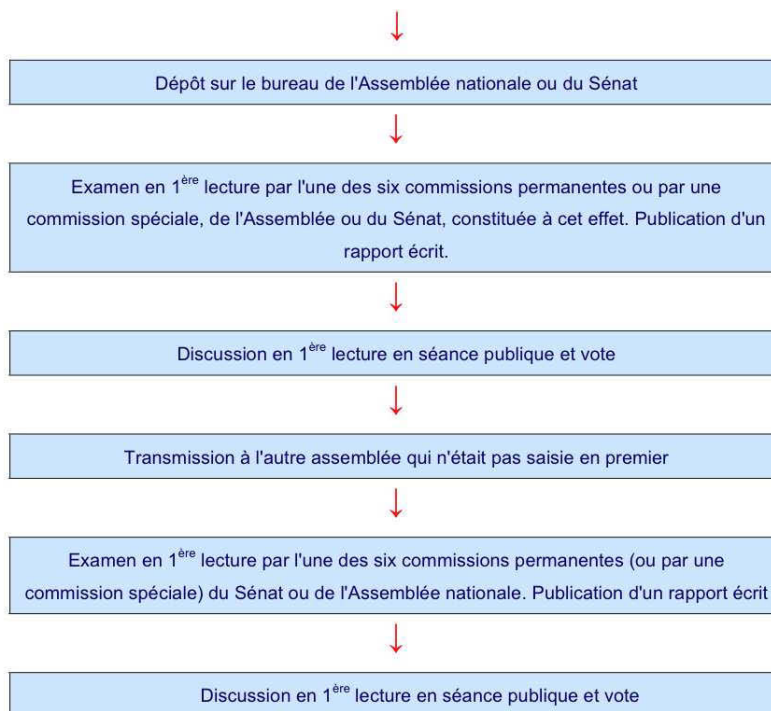 Dépôt sur le bureau de l'Assemblée nationale ou du Sénat
Examen en 1ère lecture par l'une des six commissions permanentes ou par une
commission spéciale, de l'Assemblée ou du Sénat, constituée à cet effet. Publication d'un
rapport écrit.
Discussion en 1ère lecture en séance publique et vote
Transmission à l'autre assemblée qui n'était pas saisie en premier
Examen en 1ère lecture par l'une des six commissions permanentes (ou par une
commission spéciale) du Sénat ou de l'Assemblée nationale. Publication d'un rapport écrit
Discussion en 1ère lecture en séance publique et vote